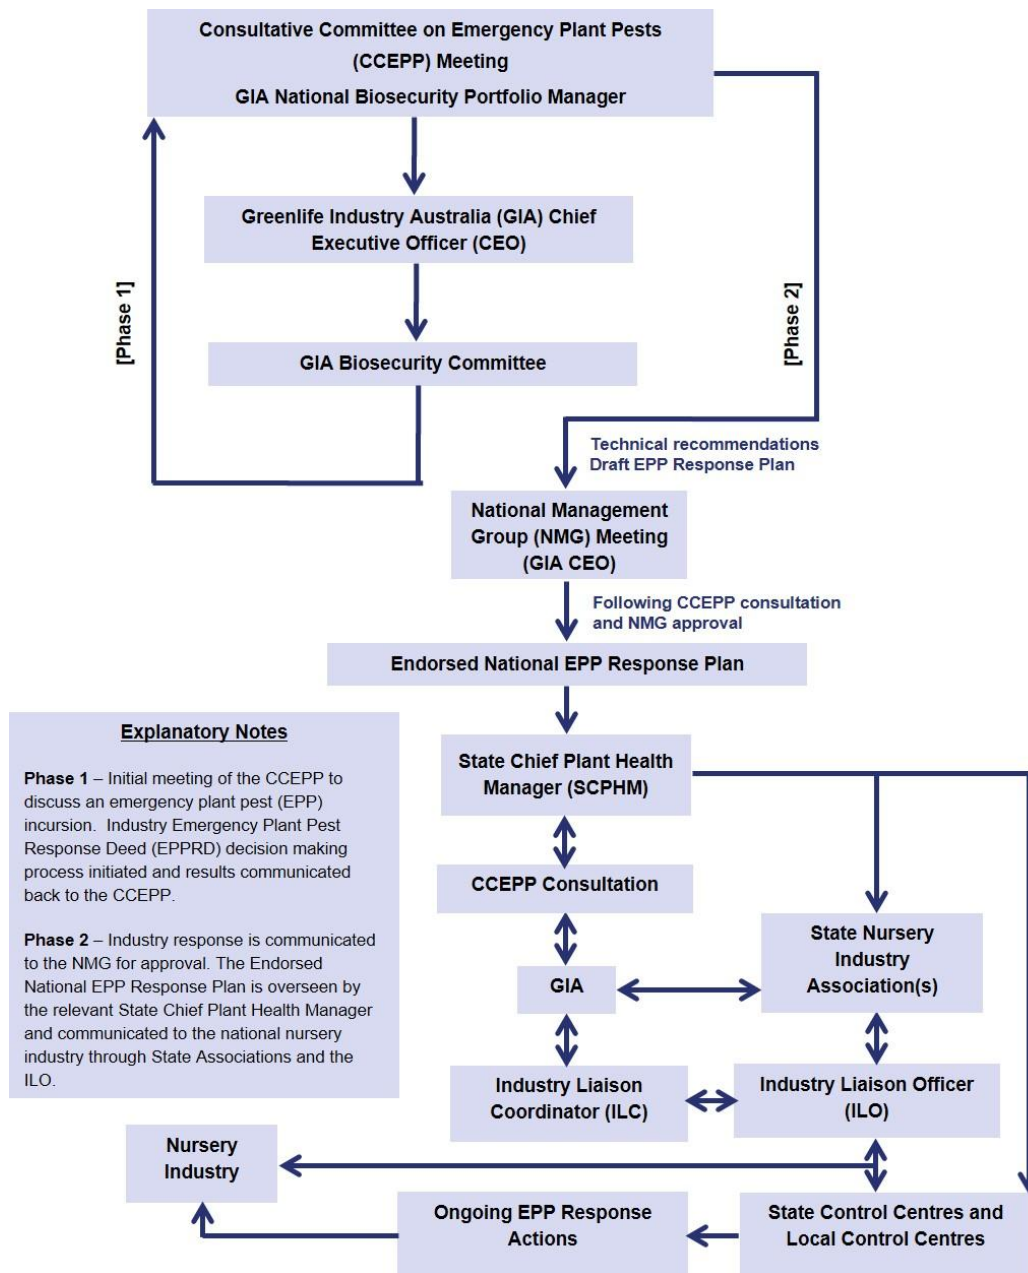 Consultative Committee on Emergency Plant Pests
(CCEPP) Meeting
GIA National Biosecurity Portfolio Manager
Greenlife Industry Australia (GIA) Chief
Executive Officer (CEO)
[Phase 1]
[Phase 2]
GIA Biosecurity Committee
Technical recommendations
Draft EPP Response Plan
National Management
Group (NMG) Meeting
(GIA CEO)
Following CCEPP consultation
and NMG approval
Endorsed National EPP Response Plan
Explanatory Notes
Phase 1 – Initial meeting of the CCEPP to
discuss an emergency plant pest (EPP)
incursion.  Industry Emergency Plant Pest
Response Deed (EPPRD) decision making
process initiated and results communicated
back to the CCEPP.
Phase 2 – Industry response is communicated
to the NMG for approval. The Endorsed
National EPP Response Plan is overseen by
the relevant State Chief Plant Health Manager
and communicated to the national nursery
industry through State Associations and the
ILO.
State Chief Plant Health
Manager (SCPHM)
CCEPP Consultation
GIA
State Nursery
Industry
Association(s)
Industry Liaison
Coordinator (ILC)
Industry Liaison Officer
(ILO)
Nursery
Industry
Ongoing EPP Response
Actions
State Control Centres and
Local Control Centres